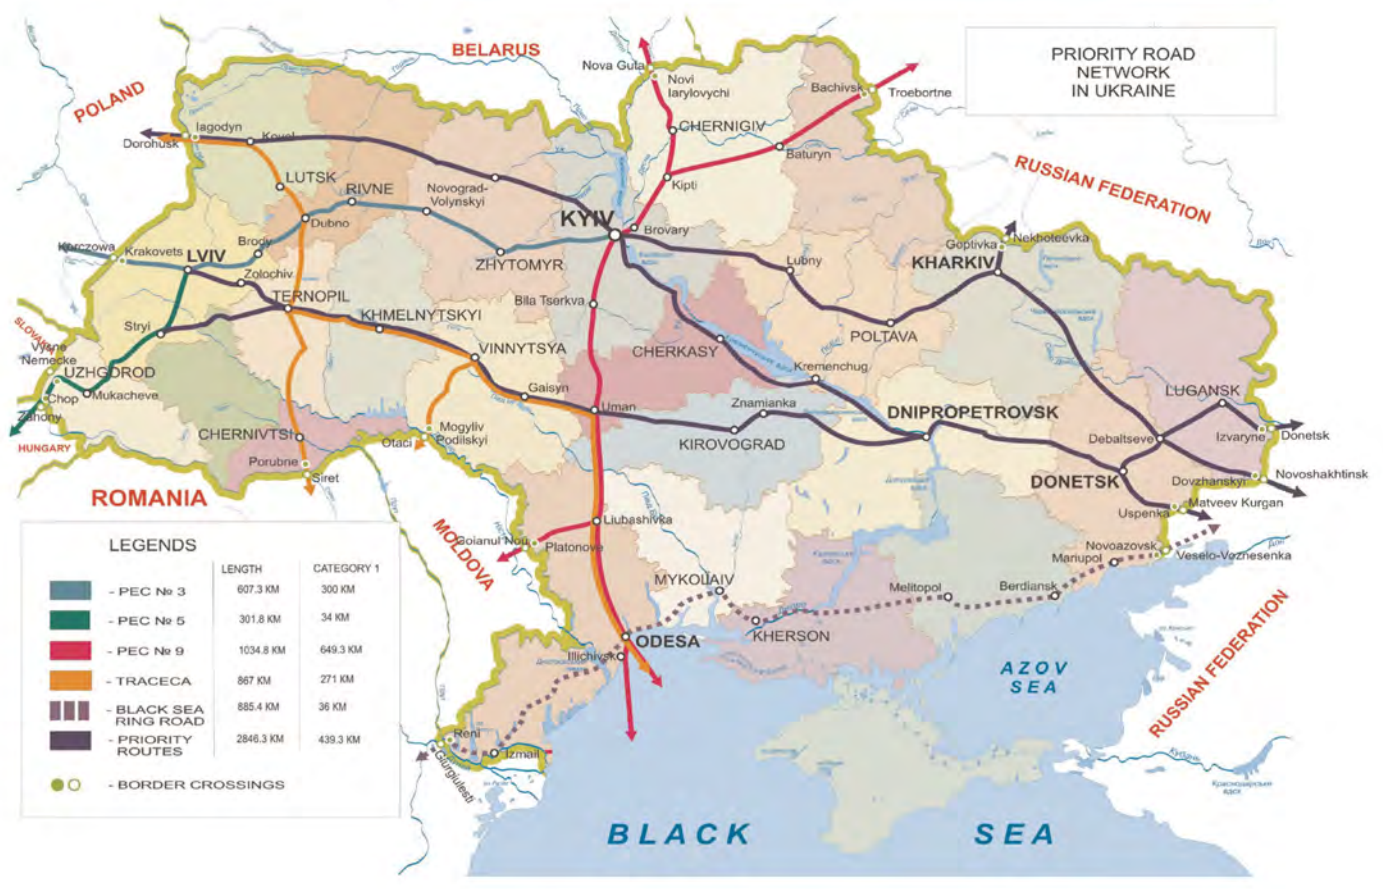 PRIORITY ROAD
NETWORK
IN UKRAINE
BELARUS
POLAND
RUSSIAN FEDERATION
Nova Guta
Novi
Iarylovychi
Bachivsk
Troebortne
CHERNIGIV
Baturyn
Kipti
Iagodyn
Dorohusk
Kovel
LUTSK
RIVNE
Novograd-
Volynskyi
Dubno
KYIV
Brovary
Korczowa
Krakovets
LVIV
Brody
Zolochiv
ZHYTOMYR
Lubny
Goptivka
Nekhoteevka
KHARKIV
TERNOPIL
KHMELNYTSKYI
Bila Tserkva
Stryi
VINNYTSYA
CHERKASY
POLTAVA
Kremenchug
SLOVAKIA
Vysne
Nemecke
UZHGOROD
Mukacheve
Chop
Zahony
HUNGARY
Gaisyn
Uman
Znamianka
KIROVOGRAD
DNIPROPETROVSK
LUGANSK
Debaltseve
Izvaryne
Donetsk
CHERNIVTSI
Mogyliv
Podilskyi
Otaci
Porubne
Siret
DONETSK
Dovzhanskyi
Novoshakhtinsk
Uspenka
Matveev Kurgan
ROMANIA
MOLDOVA
Liubashivka
Goianul Nou
Platonove
Novoazovsk
Veselo-Voznesenka
Mariupol
MYKOLIAIV
Melitopol
Berdiansk
KHERSON
ODESA
Illichivsk
AZOV
SEA
RUSSIAN FEDERATION
Reni
Izmail
Giurgiulesti
BLACK SEA
LEGENDS
LENGTH
CATEGORY 1
- PEC № 3 607.3 KM 300 KM
- PEC № 5 301.8 KM 34 KM
- PEC № 9 1034.8 KM 649.3 KM
- TRACECA 867 KM 271 KM
- BLACK SEA
RING ROAD 885.4 KM 36 KM
- PRIORITY
ROUTES 2846.3 KM 439.3 KM
- BORDER CROSSINGS